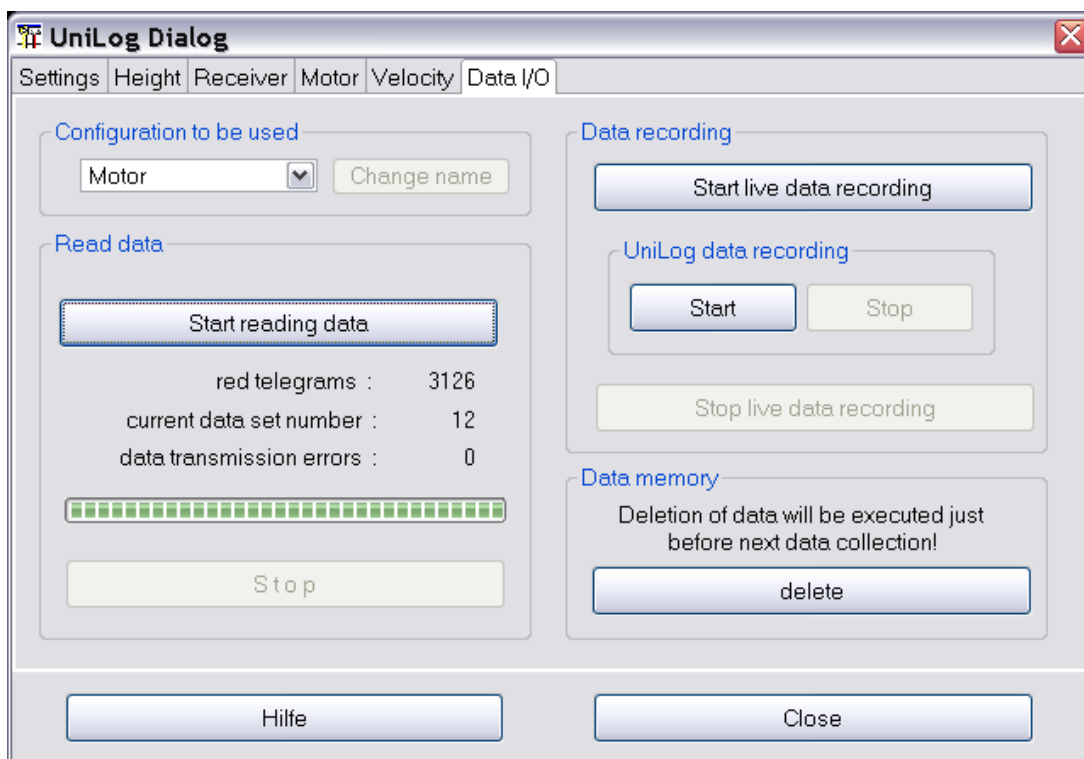 UniLog Dialog
Settings Height Receiver Motor Velocity Data I/O
Configuration to be used
Motor Change name
Read data
Start reading data
red telegrams : 3126
current data set number : 12
data transmission errors : 0
Stop
Data recording
Start live data recording
UniLog data recording
Start Stop
Stop live data recording
Data memory
Deletion of data will be executed just
before next data collection!
delete
Hilfe Close